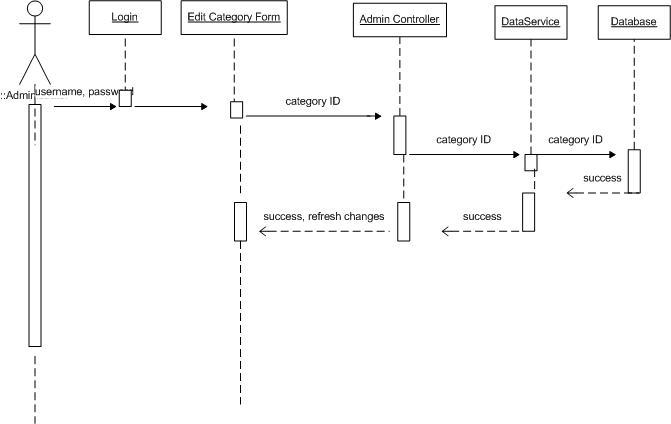 Login
Edit Category Form
Admin Controller
DataService
Database
::Admin
username, password
category ID
category ID
category ID
success
success, refresh changes
success